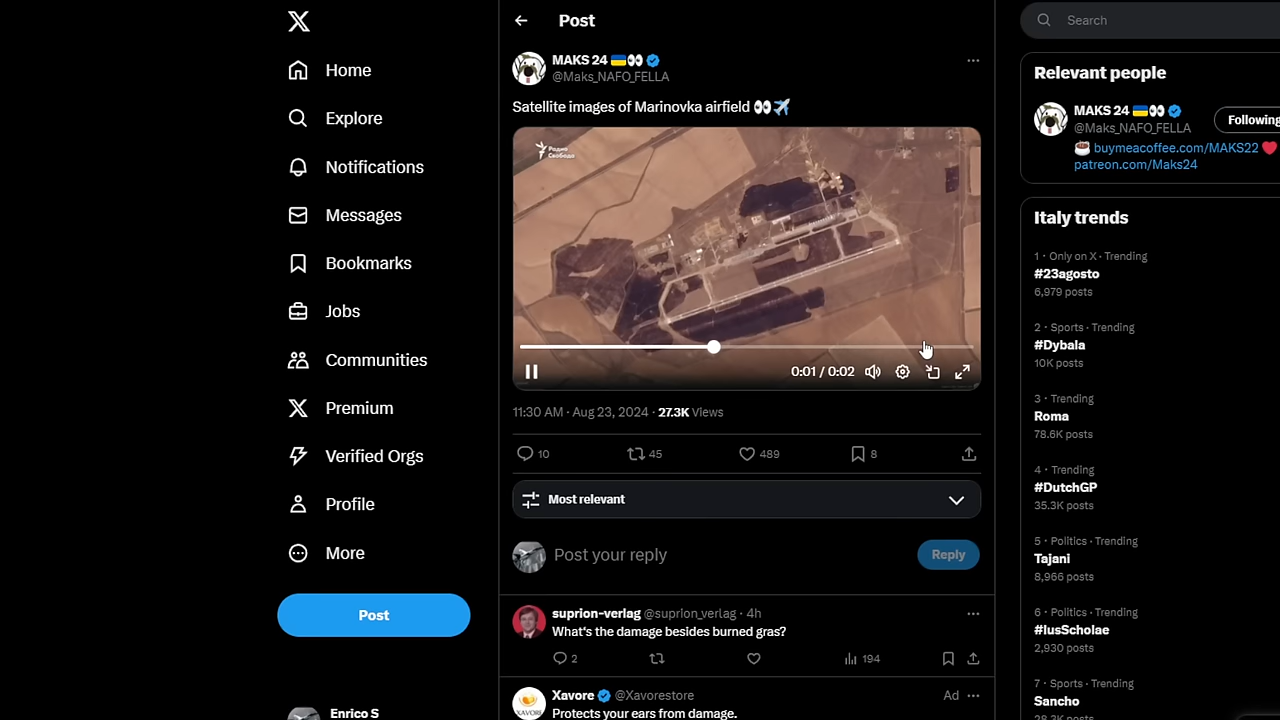 Home
Explore
Notifications
Messages
Bookmarks
Jobs
Communities
Premium
Verified Orgs
Profile
More
Post
Enrico S
Post
MAKS 24
@Maks_NAFO_FELLA
Satellite images of Marinovka airfield
Радио
Свобода
0:01 / 0:02
11:30 AM · Aug 23, 2024 · 27.3K Views
10
45
489
8
Most relevant
Post your reply
Reply
suprion-verlag @suprion_verlag · 4h
What's the damage besides burned gras?
2
194
Xavore @Xavorestore
Ad
XAVORE
Protects your ears from damage.
Search
Relevant people
MAKS 24
@Maks_NAFO_FELLA
Following
buymeacoffee.com/MAKS22
patreon.com/Maks24
Italy trends
1 · Only on X · Trending
#23agosto
6,979 posts
2 · Sports · Trending
#Dybala
10K posts
3 · Trending
Roma
78.6K posts
4 · Trending
#DutchGP
35.3K posts
5 · Politics · Trending
Tajani
8,966 posts
6 · Politics · Trending
#IusScholae
2,930 posts
7 · Sports · Trending
Sancho
28.3K posts